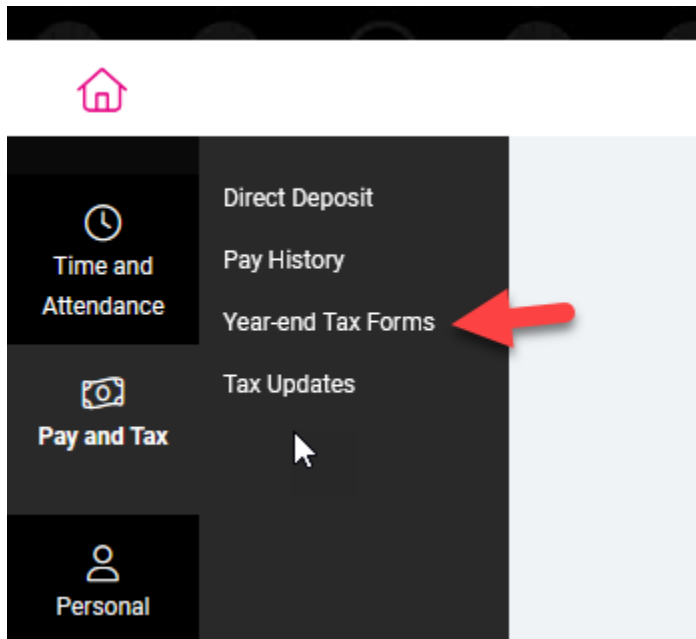 Time and
Attendance
Pay and Tax
Personal
Direct Deposit
Pay History
Year-end Tax Forms
Tax Updates